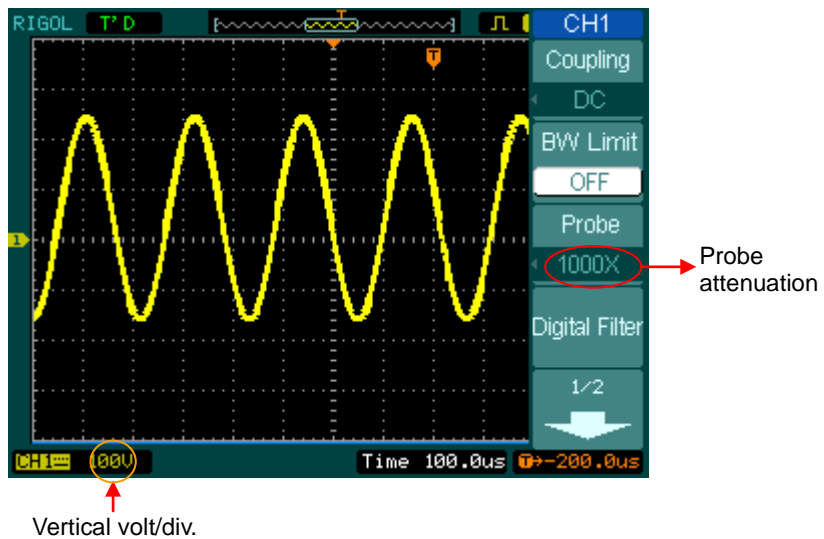 RIGOL T'D T CH1
T
Coupling
DC
BW Limit
OFF
1
Probe
1000X
Probe
attenuation
Digital Filter
1/2
CH1 100V Time 100.0us T→-200.0us
Vertical volt/div.